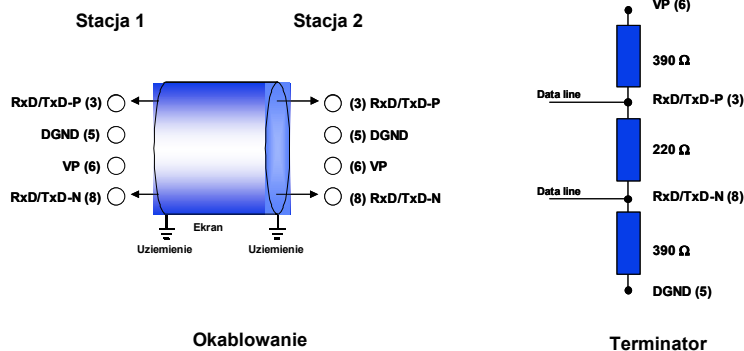 Stacja 1
Stacja 2
RxD/TxD-P (3)
DGND (5)
VP (6)
RxD/TxD-N (8)
(3) RxD/TxD-P
(5) DGND
(6) VP
(8) RxD/TxD-N
Ekran
Uziemienie
Uziemienie
Okablowanie
VP (6)
390 Ω
Data line
RxD/TxD-P (3)
220 Ω
Data line
RxD/TxD-N (8)
390 Ω
DGND (5)
Terminator